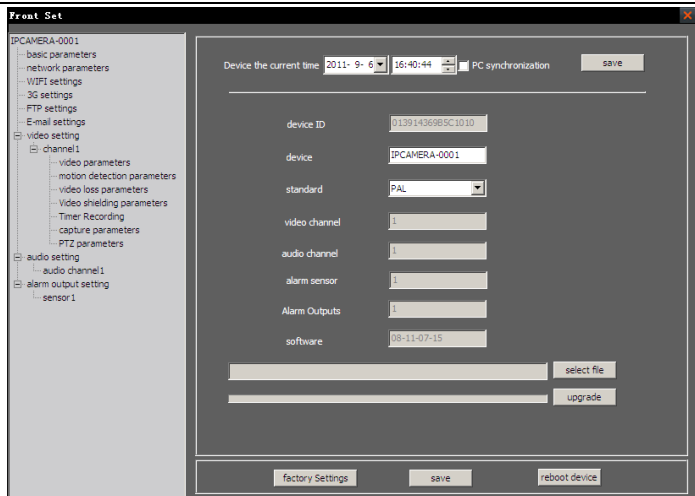 Front Set
IPCAMERA-0001
basic parameters
network parameters
WIFI settings
3G settings
FTP settings
E-mail settings
video setting
channel1
video parameters
motion detection parameters
video loss parameters
Video shielding parameters
Timer Recording
capture parameters
PTZ parameters
audio setting
audio channel1
alarm output setting
sensor1
Device the current time 2011- 9- 6 16:40:44 PC synchronization save
device ID 013914369B5C1010
device IPCAMERA-0001
standard PAL
video channel 1
audio channel 1
alarm sensor 1
Alarm Outputs 1
software 08-11-07-15
select file
upgrade
factory Settings save reboot device